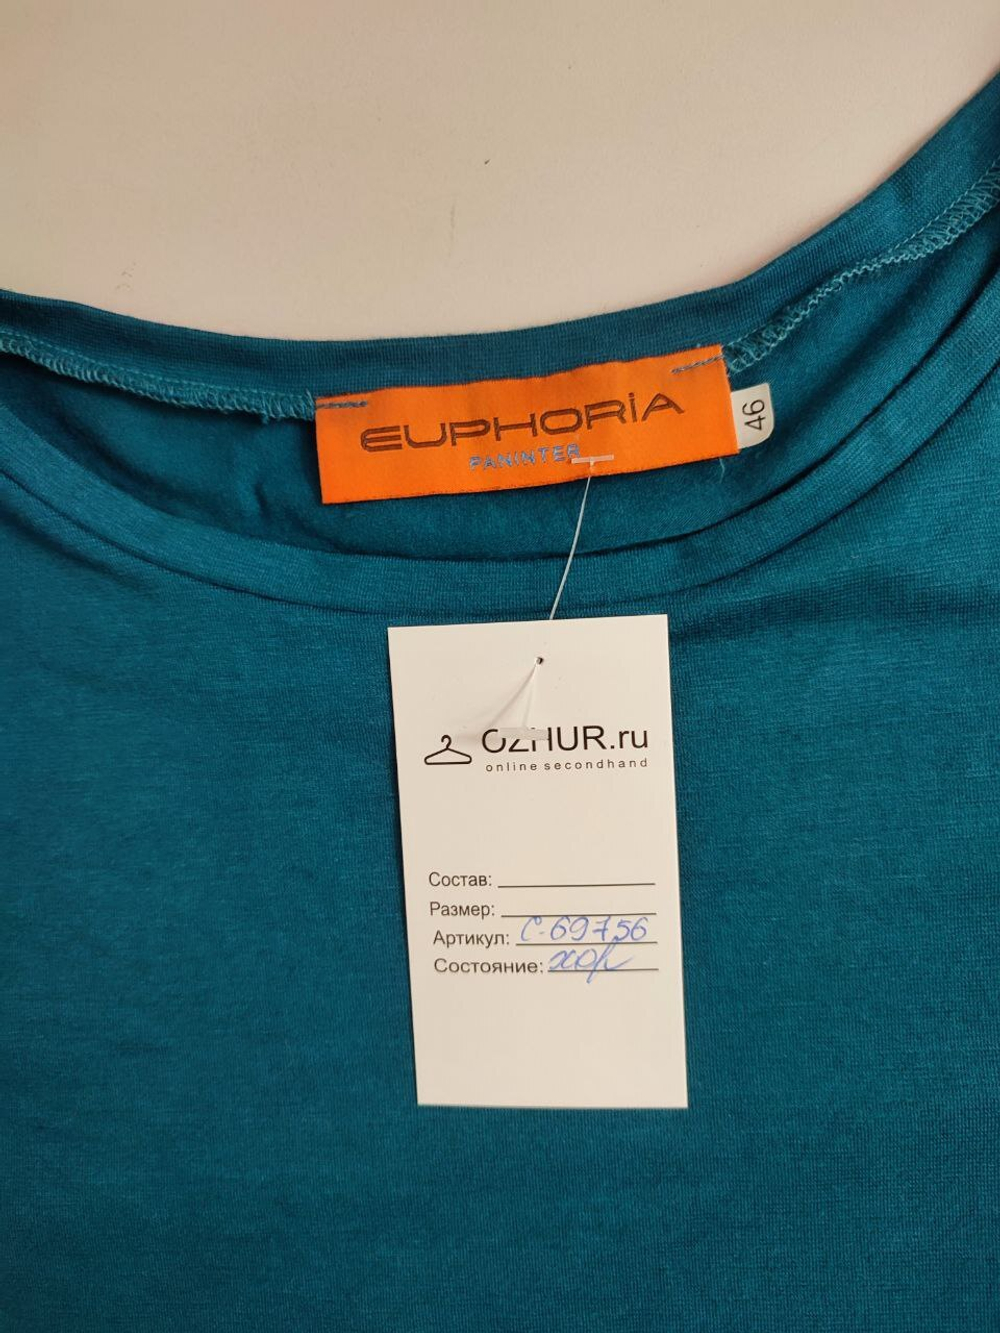 EUPHORiA
PANINTER
46
OZHUR.ru
online secondhand
Состав:
Размер:
Артикул: С-69756
Состояние: хор